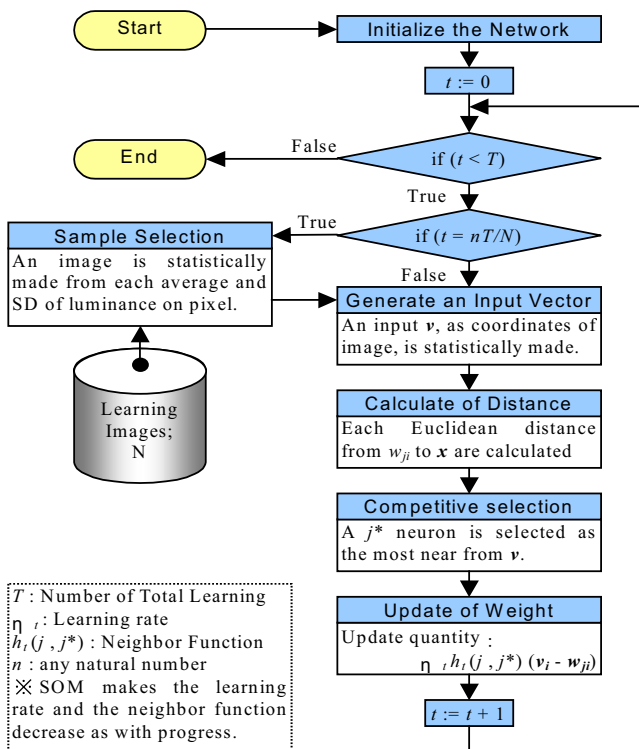 Start
Initialize the Network
t := 0
False
End
if (t < T)
True
True
if (t = nT/N)
False
Sample Selection
An image is statistically
made from each average and
SD of luminance on pixel.
Generate an Input Vector
An input v, as coordinates of
image, is statistically made.
Learning
Images;
N
Calculate of Distance
Each Euclidean distance
from wji to x are calculated
Competitive selection
A j* neuron is selected as
the most near from v.
Update of Weight
Update quantity :
η t ht(j , j*) (vi - wji)
t := t + 1
T : Number of Total Learning
η t : Learning rate
ht(j , j*) : Neighbor Function
n : any natural number
※ SOM makes the learning
rate and the neighbor function
decrease as with progress.